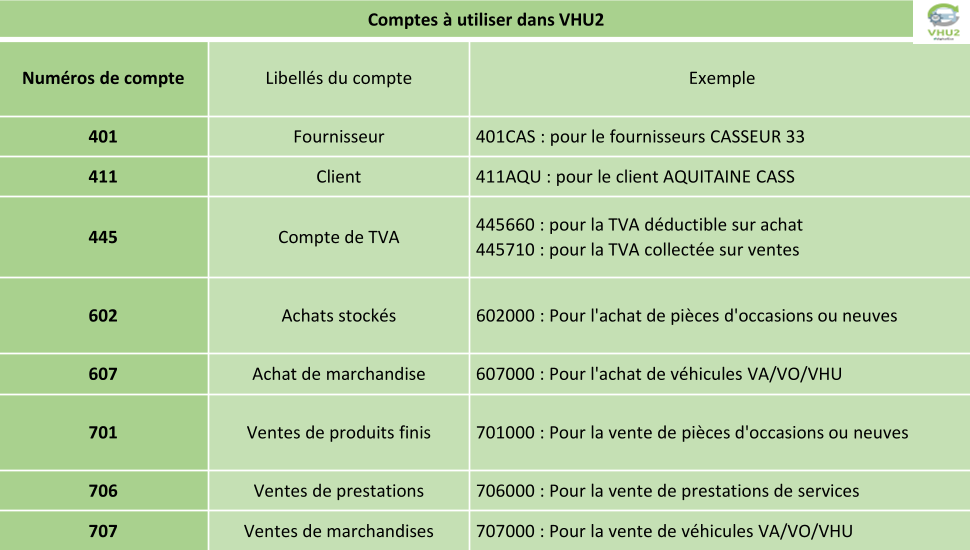 Comptes à utiliser dans VHU2
VHU2
Numéros de compte
Libellés du compte
Exemple
401
Fournisseur
401CAS : pour le fournisseurs CASSEUR 33
411
Client
411AQU : pour le client AQUITAINE CASS
445
Compte de TVA
445660 : pour la TVA déductible sur achat
445710 : pour la TVA collectée sur ventes
602
Achats stockés
602000 : Pour l'achat de pièces d'occasions ou neuves
607
Achat de marchandise
607000 : Pour l'achat de véhicules VA/VO/VHU
701
Ventes de produits finis
701000 : Pour la vente de pièces d'occasions ou neuves
706
Ventes de prestations
706000 : Pour la vente de prestations de services
707
Ventes de marchandises
707000 : Pour la vente de véhicules VA/VO/VHU